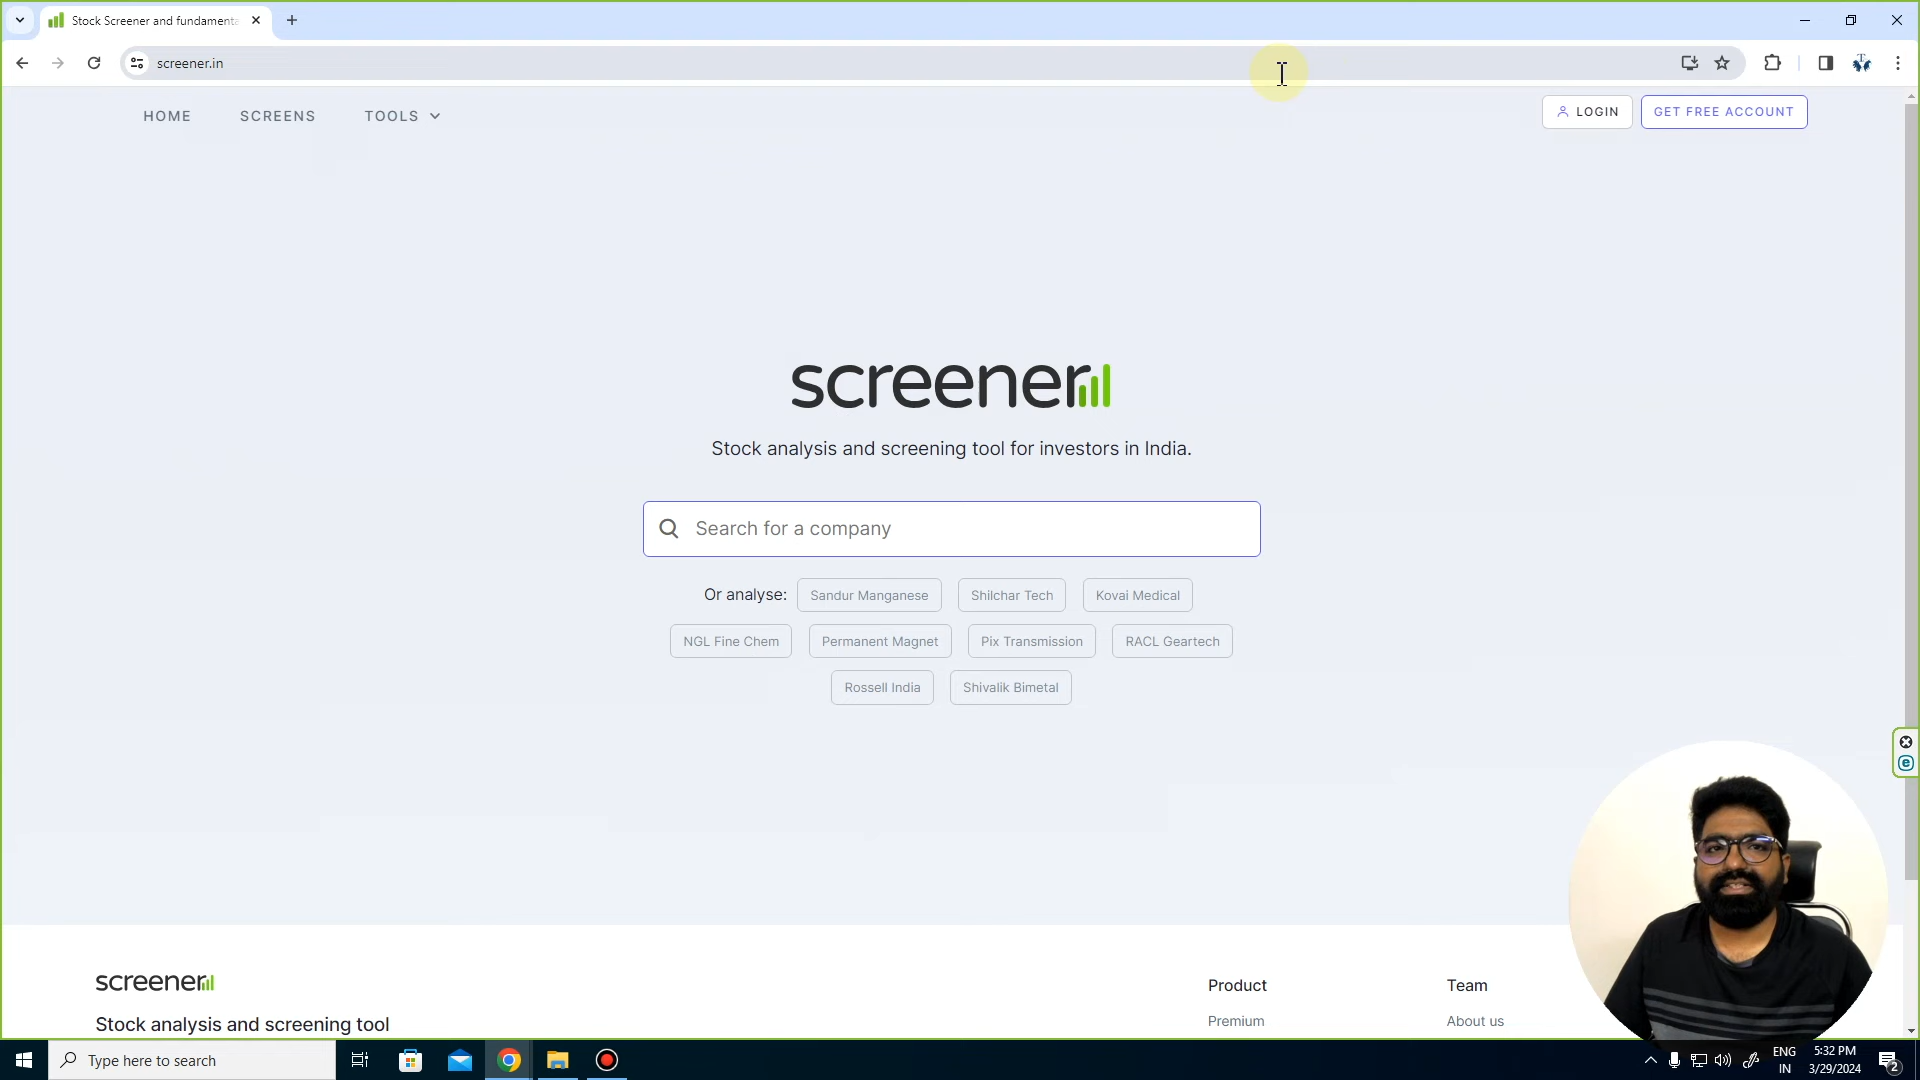 Stock Screener and fundamenta
screener.in
HOME SCREENS TOOLS
LOGIN GET FREE ACCOUNT
screener
Stock analysis and screening tool for investors in India.
Search for a company
Or analyse: Sandur Manganese Shilchar Tech Kovai Medical
NGL Fine Chem Permanent Magnet Pix Transmission RACL Geartech
Rossell India Shivalik Bimetal
screener
Product Team
Stock analysis and screening tool
Premium About us
Type here to search
ENG 5:32 PM
IN 3/29/2024 2